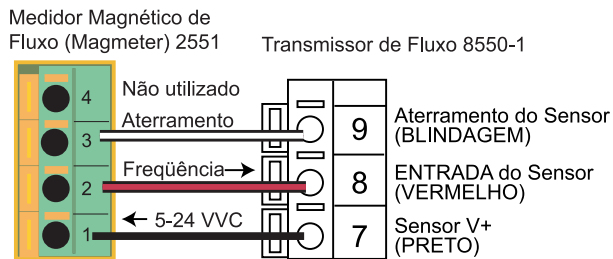 Medidor Magnético de
Fluxo (Magmeter) 2551
Transmissor de Fluxo 8550-1
4
Não utilizado
3
Aterramento
9
Aterramento do Sensor
(BLINDAGEM)
2
Freqüência
8
ENTRADA do Sensor
(VERMELHO)
1
5-24 VVC
7
Sensor V+
(PRETO)